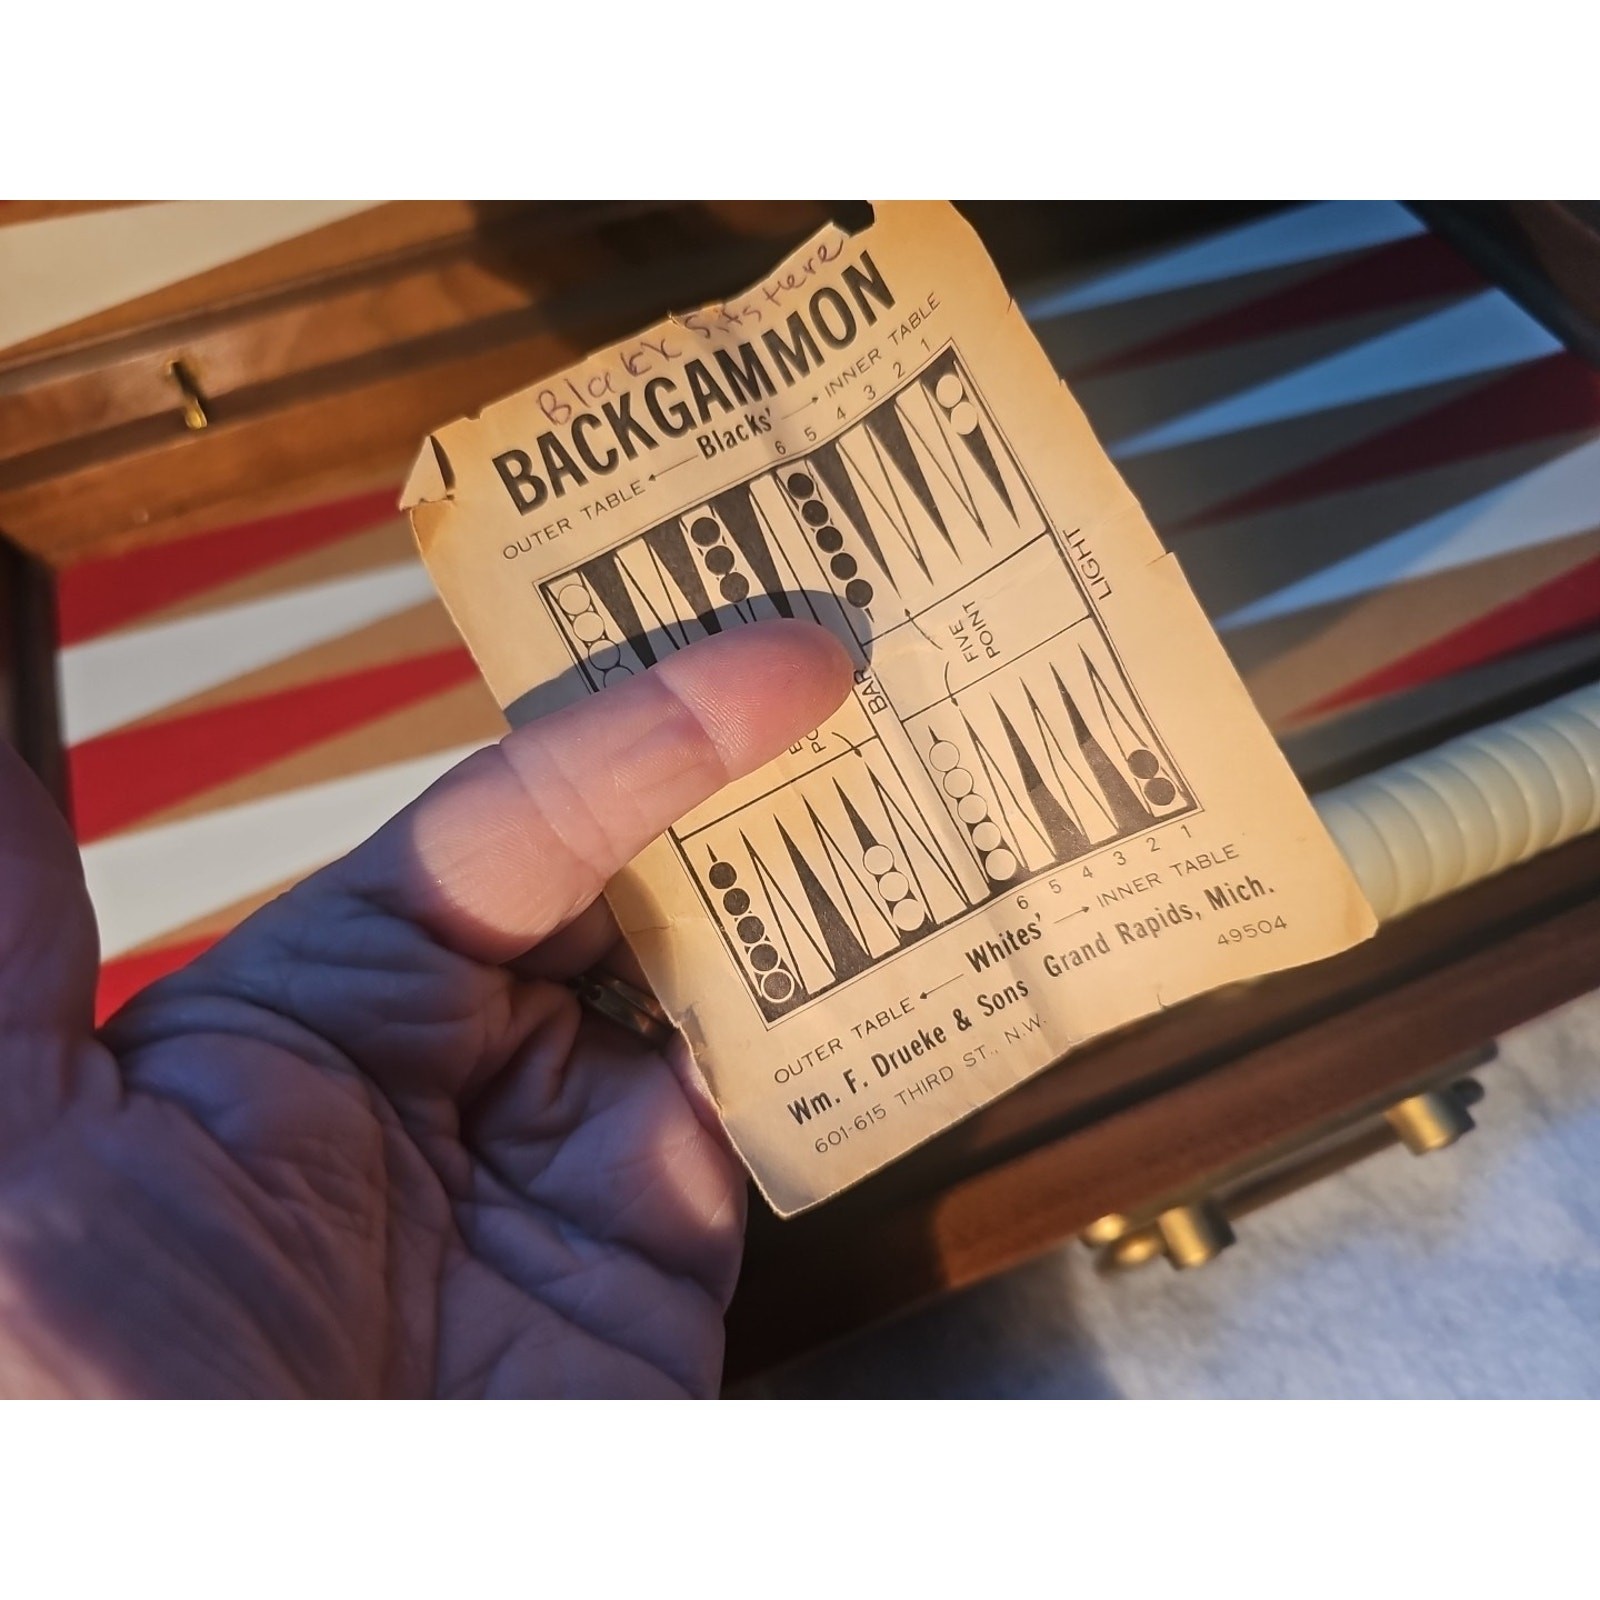 Black Sits Here
BACKGAMMON
OUTER TABLE ← Blacks' → INNER TABLE
6 5 4 3 2 1
LIGHT
FIVE
POINT
BAR
6 5 4 3 2 1
OUTER TABLE ← Whites' → INNER TABLE
Wm. F. Drueke & Sons Grand Rapids, Mich.
601-615 THIRD ST., N.W. 49504